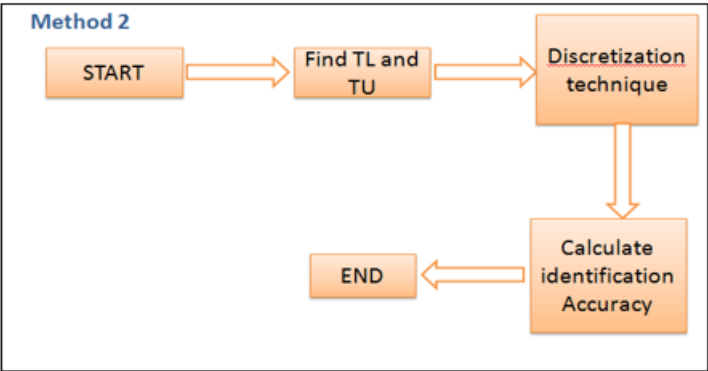 Method 2
START
Find TL and
TU
Discretization
technique
Calculate
identification
Accuracy
END